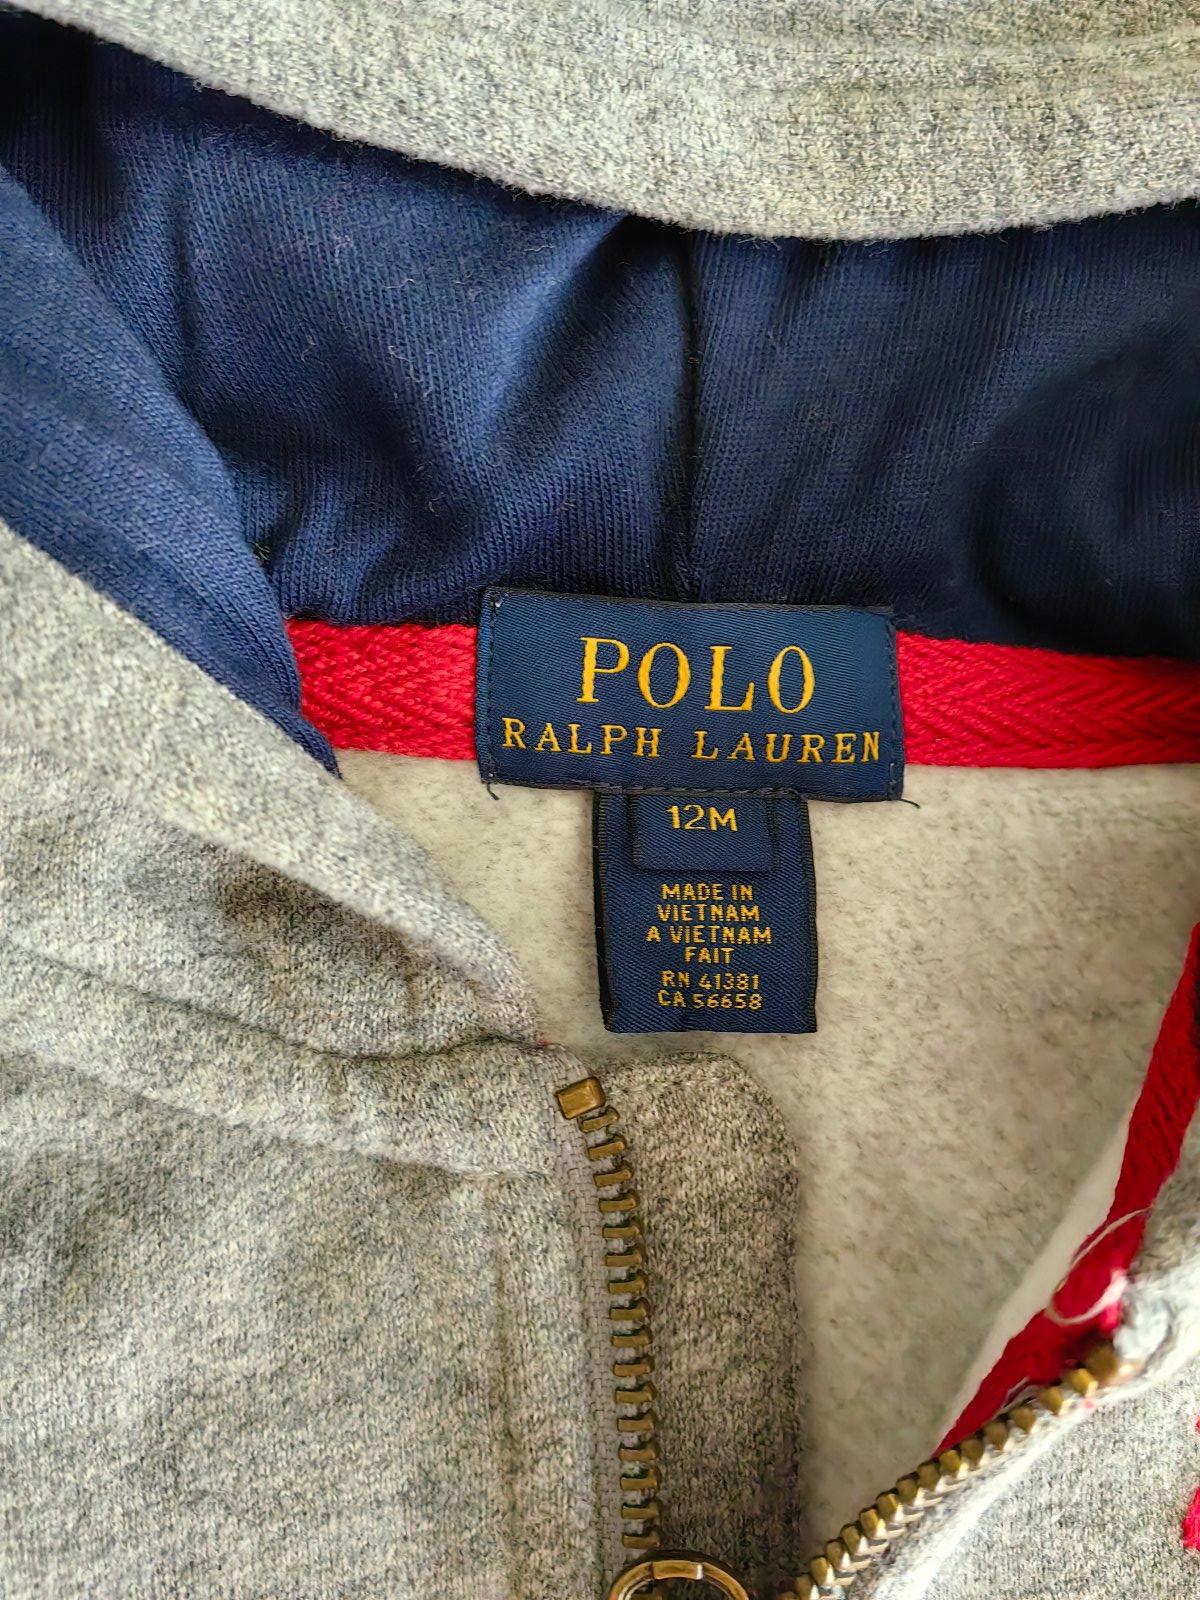 POLO
RALPH LAUREN
12M
MADE IN
VIETNAM
A VIETNAM
FAIT
RN 41381
CA 56658